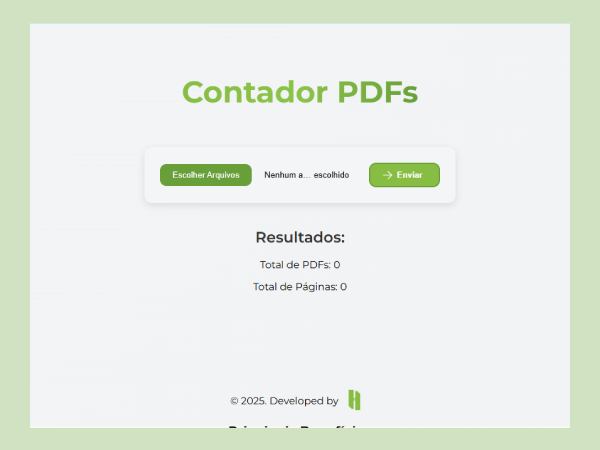 Contador PDFs
Escolher Arquivos Nenhum a... escolhido Enviar
Resultados:
Total de PDFs: 0
Total de Páginas: 0
© 2025. Developed by